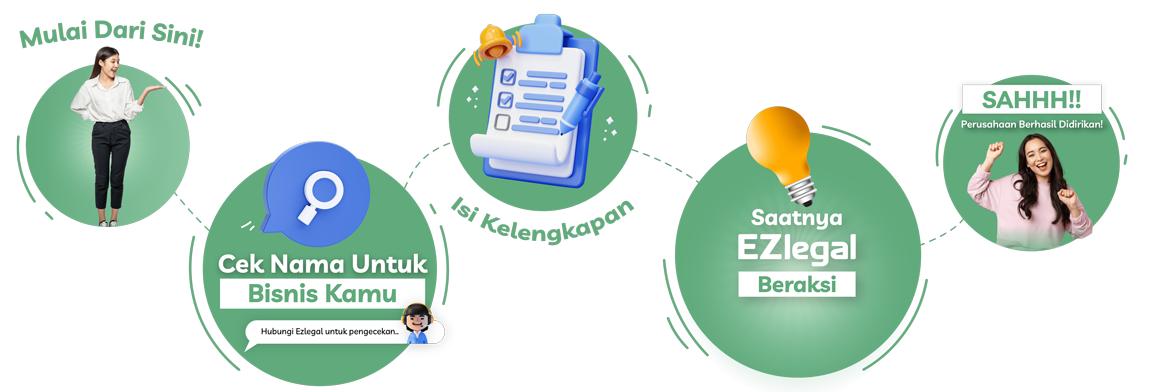 Mulai Dari Sini!
Cek Nama Untuk
Bisnis Kamu
Hubungi Ezlegal untuk pengecekan..
Isi Kelengkapan
Saatnya
EZlegal
Beraksi
SAHHH!!
Perusahaan Berhasil Didirikan!